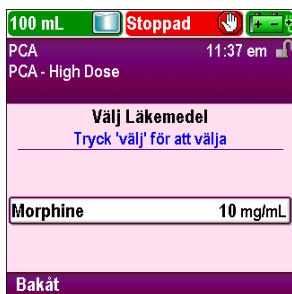 100 mL Stoppad
PCA 11:37 em
PCA - High Dose
Välj Läkemedel
Tryck 'välj' för att välja
Morphine 10 mg/mL
Bakåt